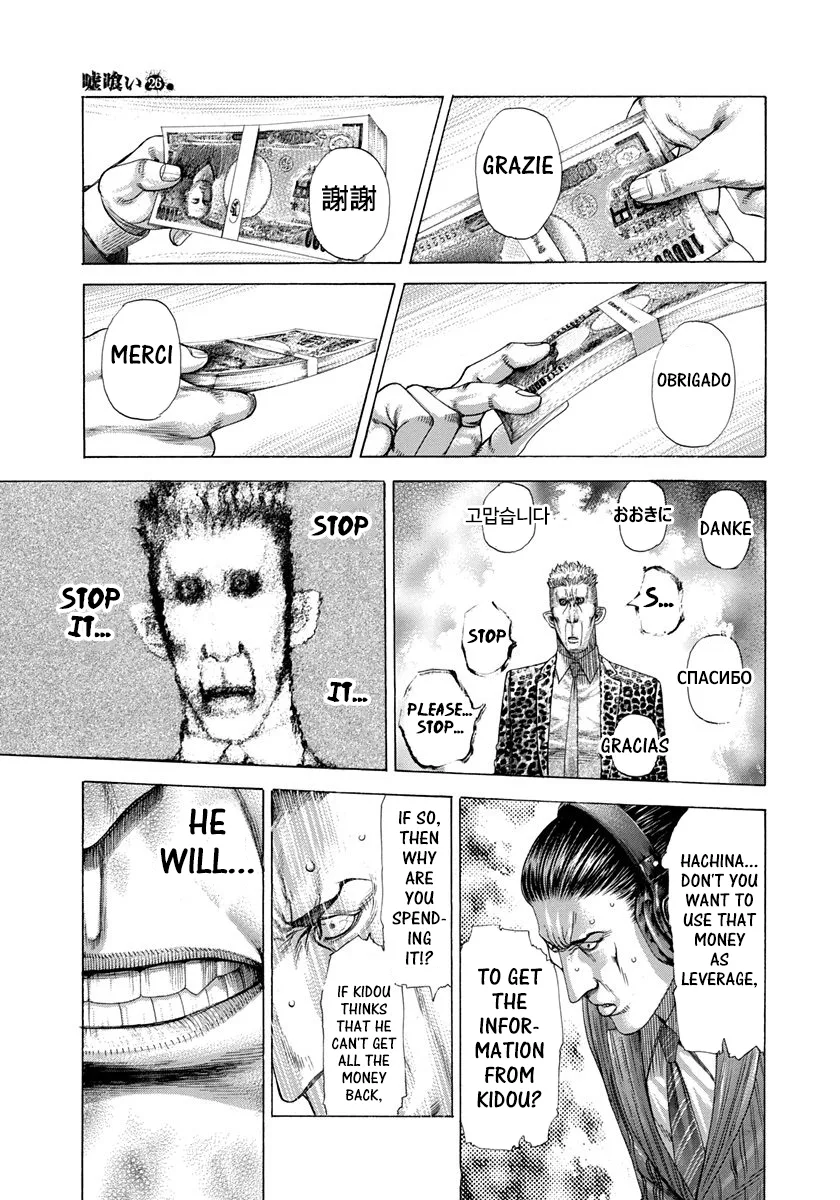 嘘喰い 26
GRAZIE
謝謝
OBRIGADO
MERCI
DANKE
おおきに
고맙습니다
S...
STOP
СПАСИБО
PLEASE...
STOP...
GRACIAS
STOP
IT...
STOP
IT...
HACHINA...
DON'T YOU
WANT TO
USE THAT
MONEY
AS
LEVERAGE,
TO GET
THE
INFOR-
MATION
FROM
KIDOU?
IF SO,
THEN
WHY
ARE
YOU
SPEND-
ING
IT!?
IF KIDOU
THINKS
THAT HE
CAN'T GET
ALL THE
MONEY
BACK,
HE
WILL...